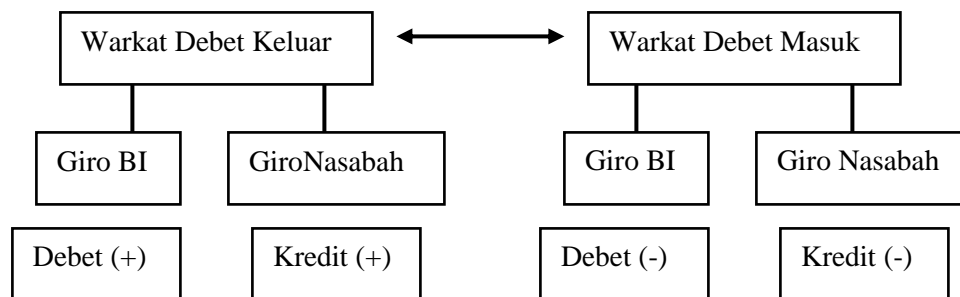 Warkat Debet Keluar
Warkat Debet Masuk
Giro BI
GiroNasabah
Giro BI
Giro Nasabah
Debet (+)
Kredit (+)
Debet (-)
Kredit (-)